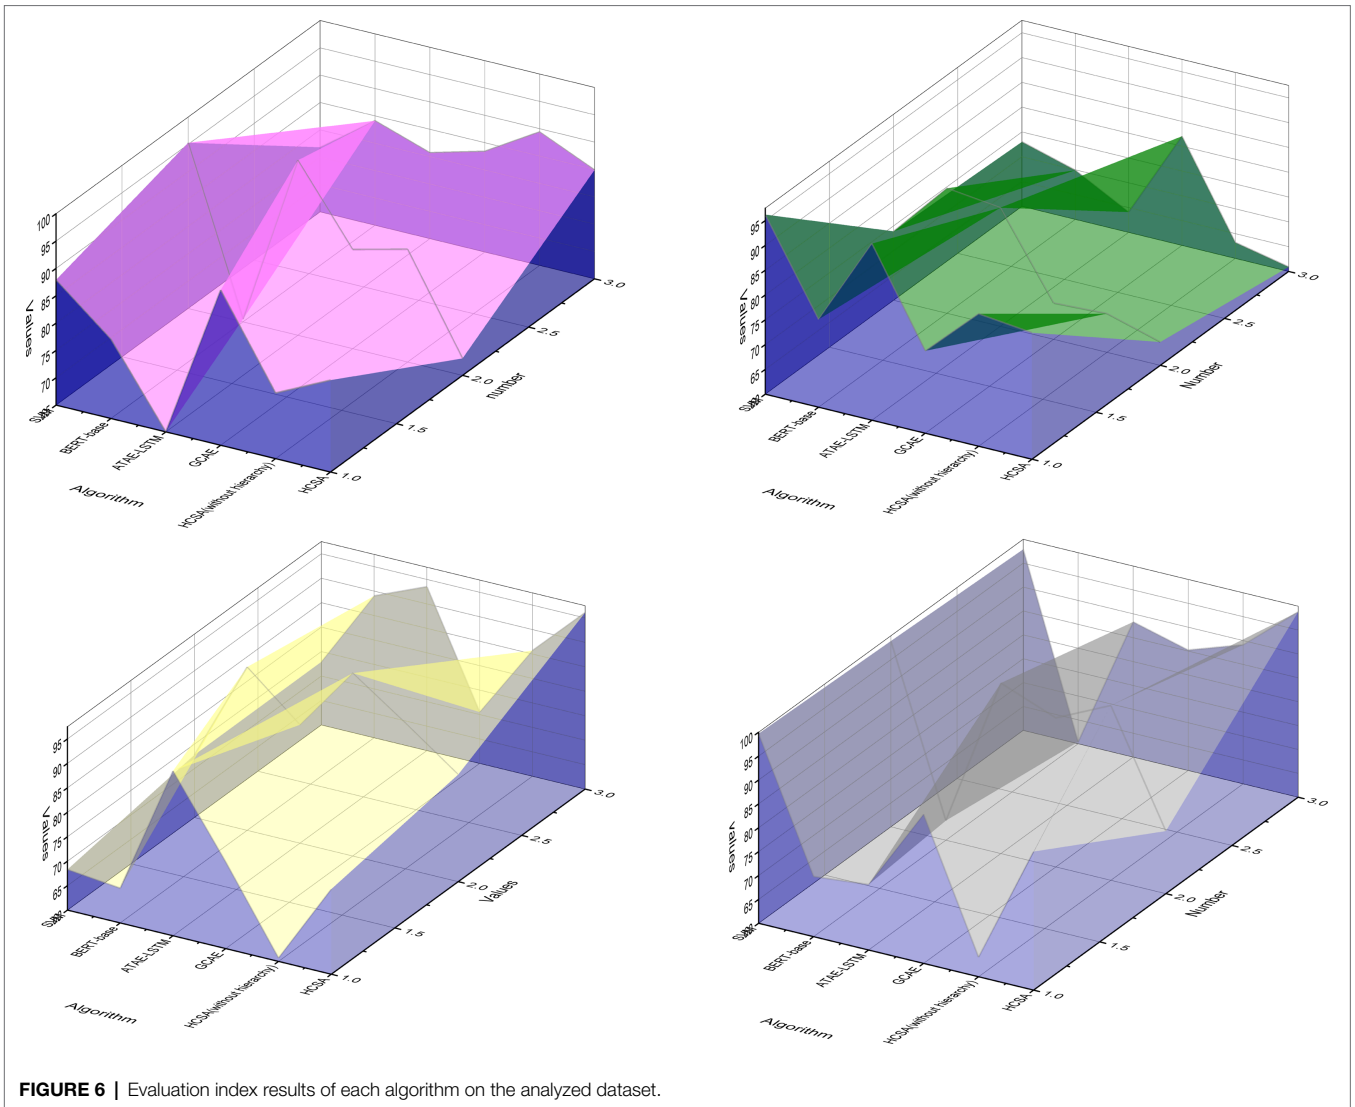 100
95
90
85
80
75
70
Values
BERT-base
ATAE-LSTM
GCAE
HCSA(without hierarchy)
HCSA
Algorithm
1.0
1.5
2.0
2.5
3.0
number
95
90
85
80
75
70
65
Values
BERT-base
ATAE-LSTM
GCAE
HCSA(without hierarchy)
HCSA
Algorithm
1.0
1.5
2.0
2.5
3.0
Number
95
90
85
80
75
70
65
Values
BERT-base
ATAE-LSTM
GCAE
HCSA(without hierarchy)
HCSA
Algorithm
1.0
1.5
2.0
2.5
3.0
Values
100
95
90
85
80
75
70
65
60
values
BERT-base
ATAE-LSTM
GCAE
HCSA(without hierarchy)
HCSA
Algorithm
1.0
1.5
2.0
2.5
3.0
Number
FIGURE 6 | Evaluation index results of each algorithm on the analyzed dataset.